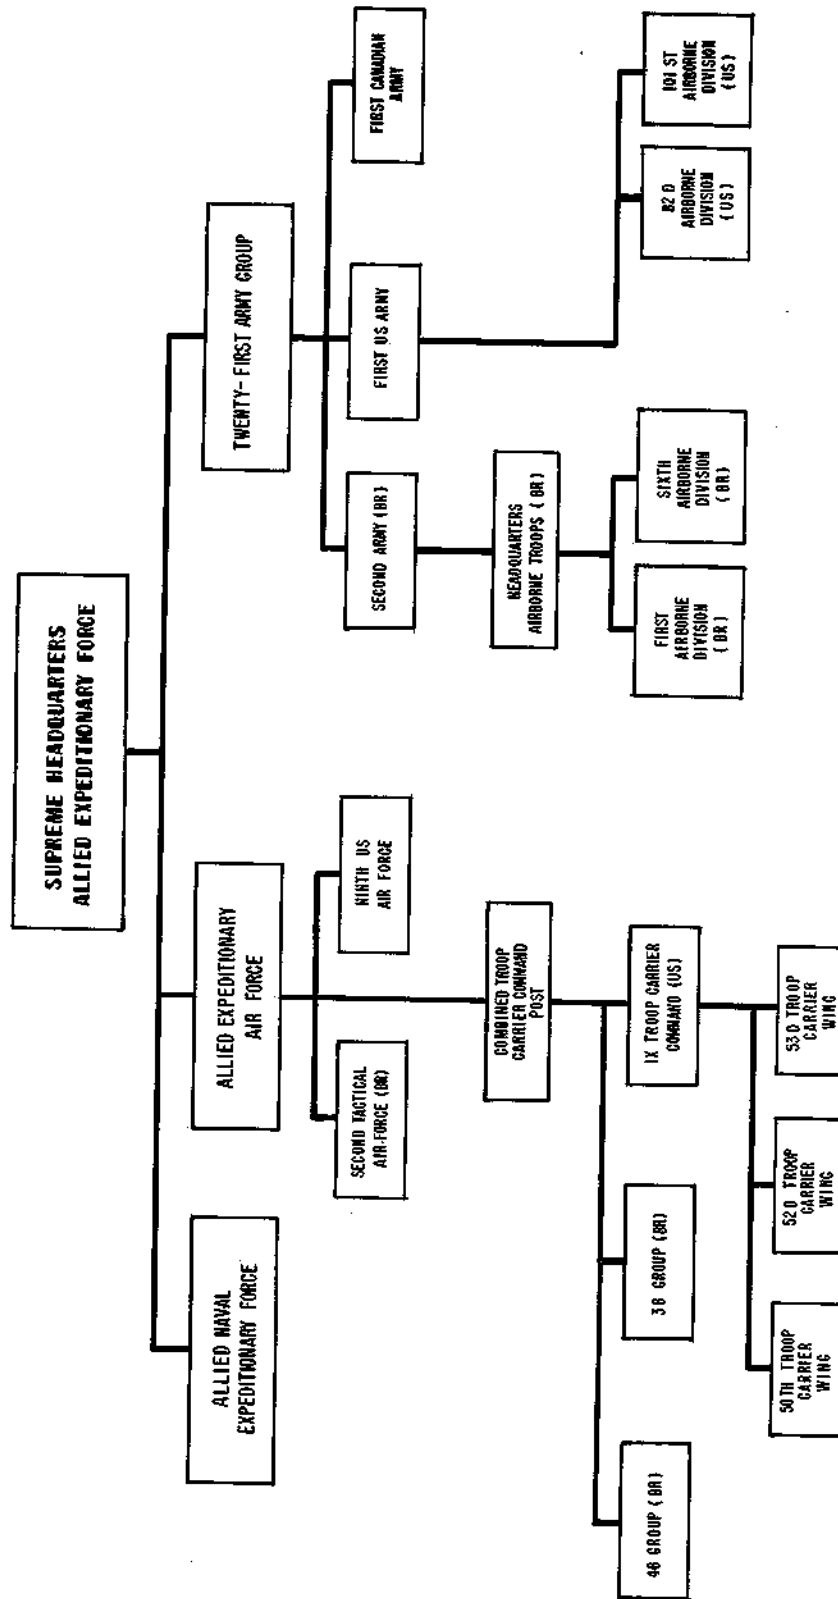 SUPREME HEADQUARTERS
ALLIED EXPEDITIONARY FORCE
ALLIED NAVAL
EXPEDITIONARY FORCE
ALLIED EXPEDITIONARY
AIR FORCE
TWENTY-FIRST ARMY GROUP
SECOND TACTICAL
AIR-FORCE (BR)
NINTH US
AIR FORCE
SECOND ARMY (BR)
FIRST US ARMY
FIRST CANADIAN
ARMY
COMBINED TROOP
CARRIER COMMAND
POST
HEADQUARTERS
AIRBORNE TROOPS (BR)
46 GROUP (BR)
38 GROUP (BR)
IX TROOP CARRIER
COMMAND (US)
FIRST
AIRBORNE
DIVISION
(BR)
SIXTH
AIRBORNE
DIVISION
(BR)
82 D
AIRBORNE
DIVISION
(US)
101 ST
AIRBORNE
DIVISION
(US)
50TH TROOP
CARRIER
WING
52D TROOP
CARRIER
WING
53D TROOP
CARRIER
WING